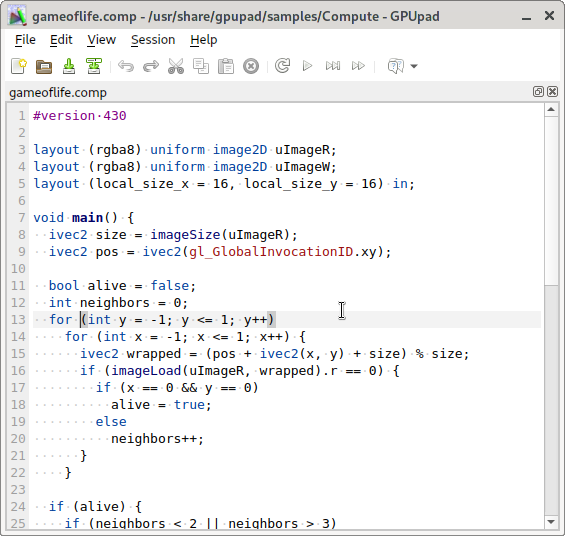 gameoflife.comp - /usr/share/gpupad/samples/Compute - GPUpad
File Edit View Session Help
gameoflife.comp
1 #version 430
2
3 layout (rgba8) uniform image2D uImageR;
4 layout (rgba8) uniform image2D uImageW;
5 layout (local_size_x = 16, local_size_y = 16) in;
6
7 void main() {
8   ivec2 size = imageSize(uImageR);
9   ivec2 pos = ivec2(gl_GlobalInvocationID.xy);
10
11   bool alive = false;
12   int neighbors = 0;
13   for (int y = -1; y <= 1; y++)
14     for (int x = -1; x <= 1; x++) {
15       ivec2 wrapped = (pos + ivec2(x, y) + size) % size;
16       if (imageLoad(uImageR, wrapped).r == 0) {
17         if (x == 0 && y == 0)
18           alive = true;
19         else
20           neighbors++;
21       }
22     }
23
24   if (alive) {
25     if (neighbors < 2 || neighbors > 3)